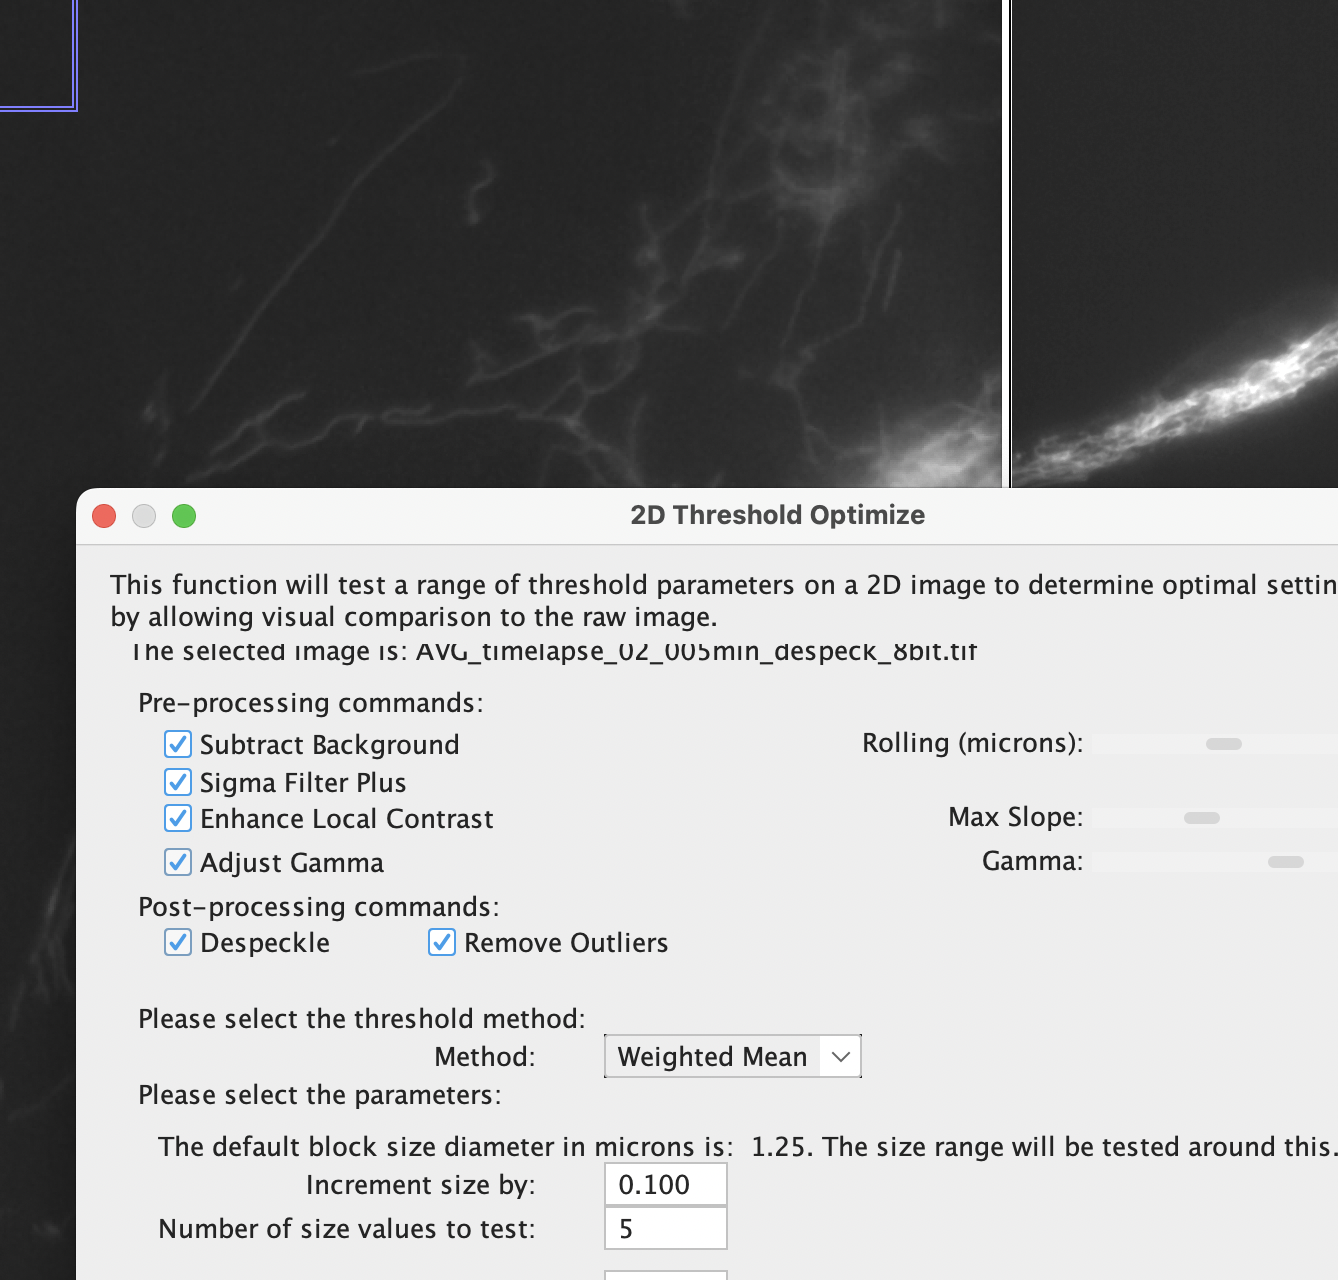 2D Threshold Optimize
This function will test a range of threshold parameters on a 2D image to determine optimal settin
by allowing visual comparison to the raw image.
The selected image is: AVG_timelapse_02_005min_despeck_8bit.tif
Pre-processing commands:
Subtract Background Rolling (microns):
Sigma Filter Plus
Enhance Local Contrast Max Slope:
Adjust Gamma Gamma:
Post-processing commands:
Despeckle Remove Outliers
Please select the threshold method:
Method: Weighted Mean
Please select the parameters:
The default block size diameter in microns is: 1.25. The size range will be tested around this.
Increment size by: 0.100
Number of size values to test: 5